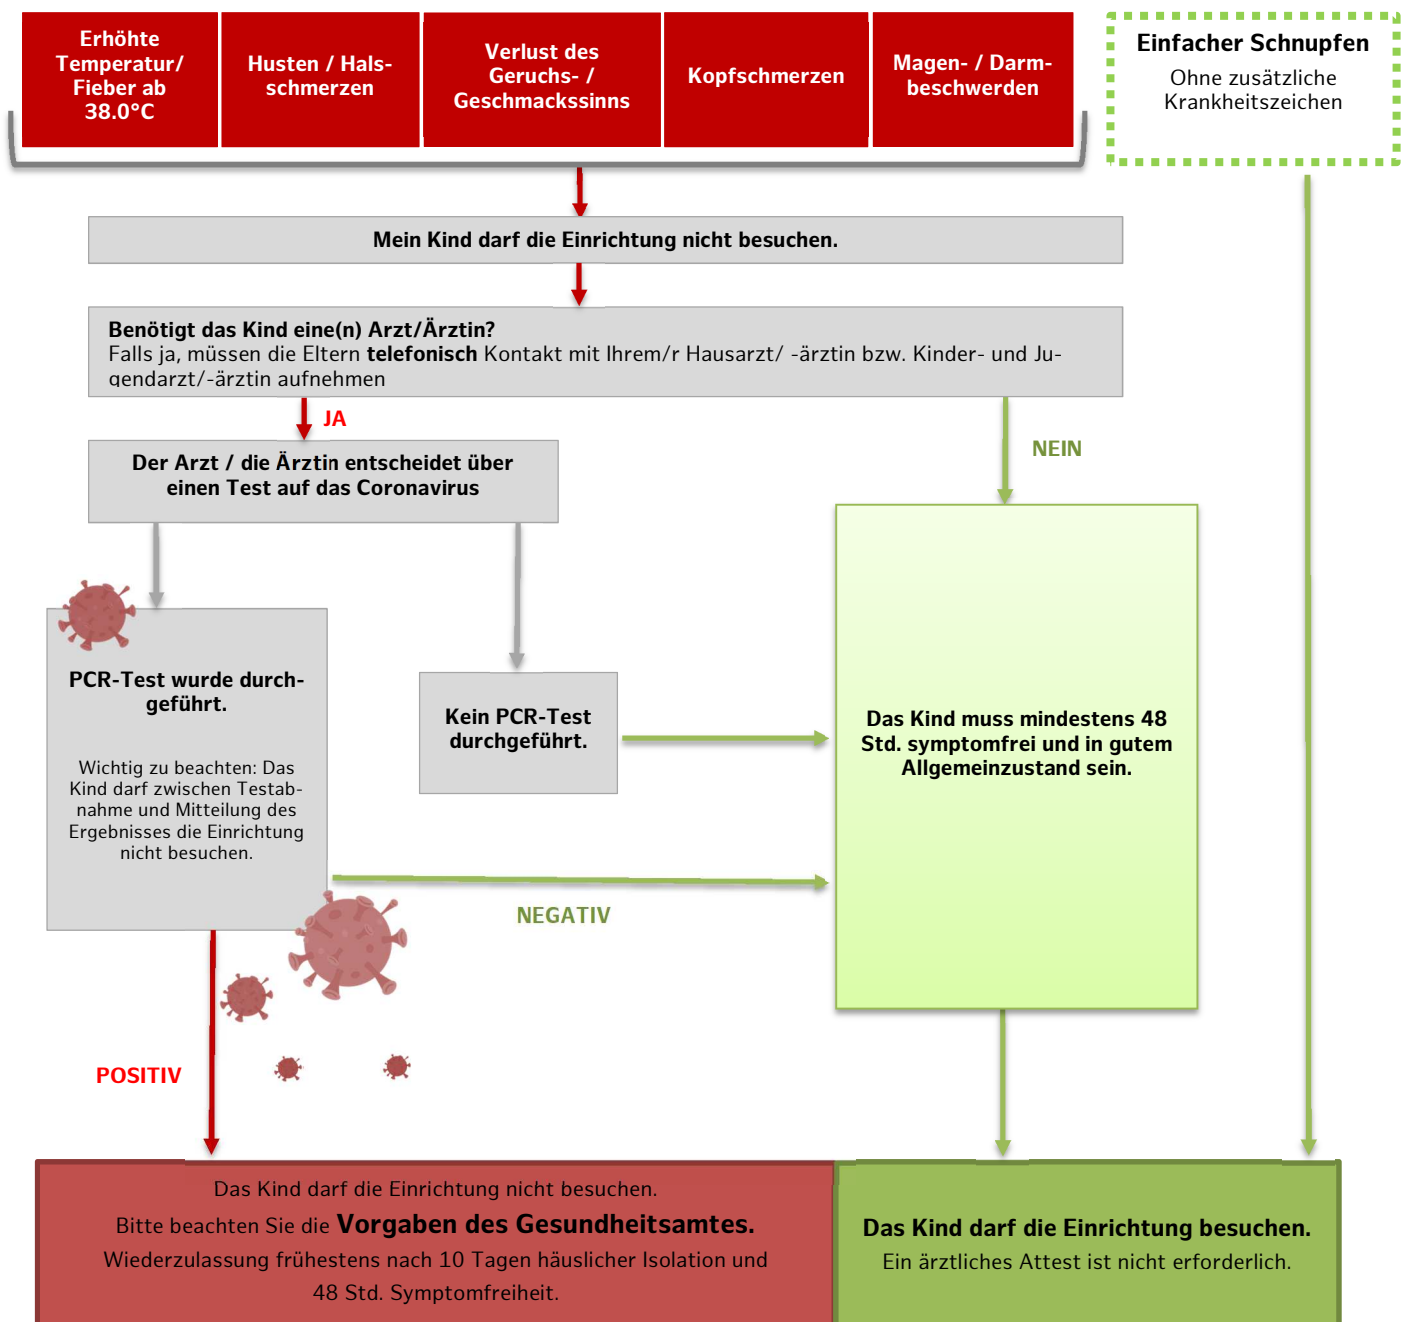 Erhöhte
Temperatur/
Fieber ab
38.0°C
Husten / Hals-
schmerzen
Verlust des
Geruchs- /
Geschmackssinns
Kopfschmerzen
Magen- / Darm-
beschwerden
Einfacher Schnupfen
Ohne zusätzliche
Krankheitszeichen
Mein Kind darf die Einrichtung nicht besuchen.
Benötigt das Kind eine(n) Arzt/Ärztin?
Falls ja, müssen die Eltern telefonisch Kontakt mit Ihrem/r Hausarzt/ -ärztin bzw. Kinder- und Ju-
gendarzt/-ärztin aufnehmen
JA
NEIN
Der Arzt / die Ärztin entscheidet über
einen Test auf das Coronavirus
PCR-Test wurde durch-
geführt.
Wichtig zu beachten: Das
Kind darf zwischen Testab-
nahme und Mitteilung des
Ergebnisses die Einrichtung
nicht besuchen.
Kein PCR-Test
durchgeführt.
Das Kind muss mindestens 48
Std. symptomfrei und in gutem
Allgemeinzustand sein.
NEGATIV
POSITIV
Das Kind darf die Einrichtung nicht besuchen.
Bitte beachten Sie die Vorgaben des Gesundheitsamtes.
Wiederzulassung frühestens nach 10 Tagen häuslicher Isolation und
48 Std. Symptomfreiheit.
Das Kind darf die Einrichtung besuchen.
Ein ärztliches Attest ist nicht erforderlich.